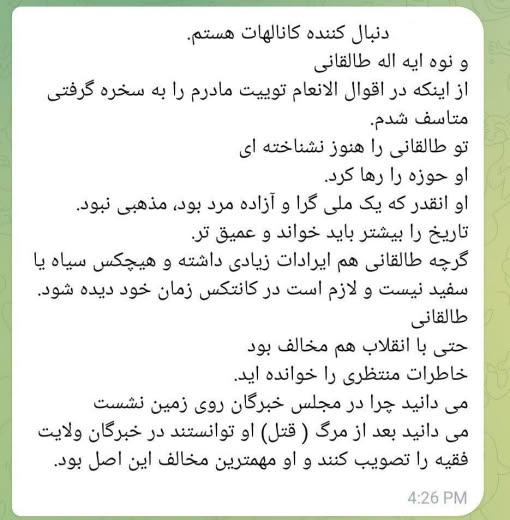 دنبال کننده کانالهات هستم.
و نوه ایه اله طالقانی
از اینکه در اقوال الانعام توییت مادرم را به سخره گرفتی
متاسف شدم.
تو طالقانی را هنوز نشناخته ای
او حوزه را رها کرد.
او انقدر که یک ملی گرا و آزاده مرد بود، مذهبی نبود.
تاریخ را بیشتر باید خواند و عمیق تر.
گرچه طالقانی هم ایرادات زیادی داشته و هیچکس سیاه یا
سفید نیست و لازم است در کانتکس زمان خود دیده شود.
طالقانی
حتی با انقلاب هم مخالف بود
خاطرات منتظری را خوانده اید.
می دانید چرا در مجلس خبرگان روی زمین نشست
می دانید بعد از مرگ ( قتل) او توانستند در خبرگان ولایت
فقیه را تصویب کنند و او مهمترین مخالف این اصل بود.
4:26 PM